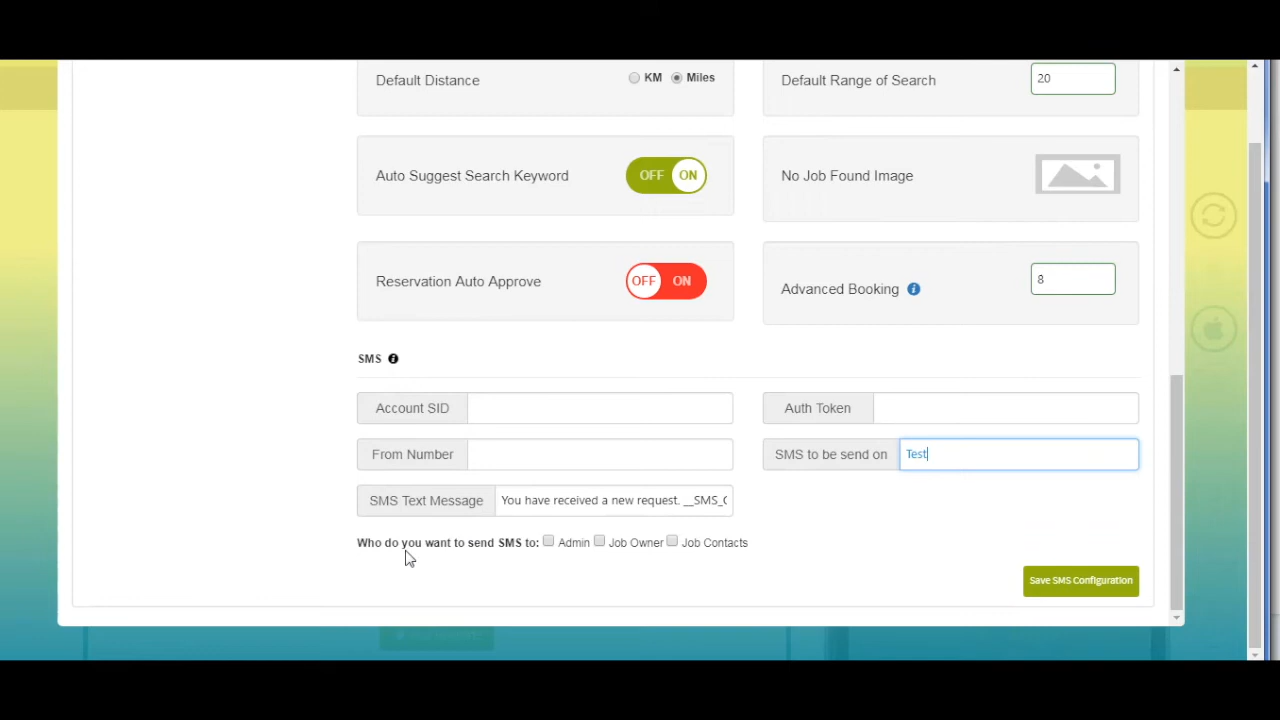 Default Distance KM Miles Default Range of Search 20
Auto Suggest Search Keyword OFF ON No Job Found Image
Reservation Auto Approve OFF ON Advanced Booking 8
SMS
Account SID Auth Token
From Number SMS to be send on Test
SMS Text Message You have received a new request. __SMS_
Who do you want to send SMS to: Admin Job Owner Job Contacts
Save SMS Configuration